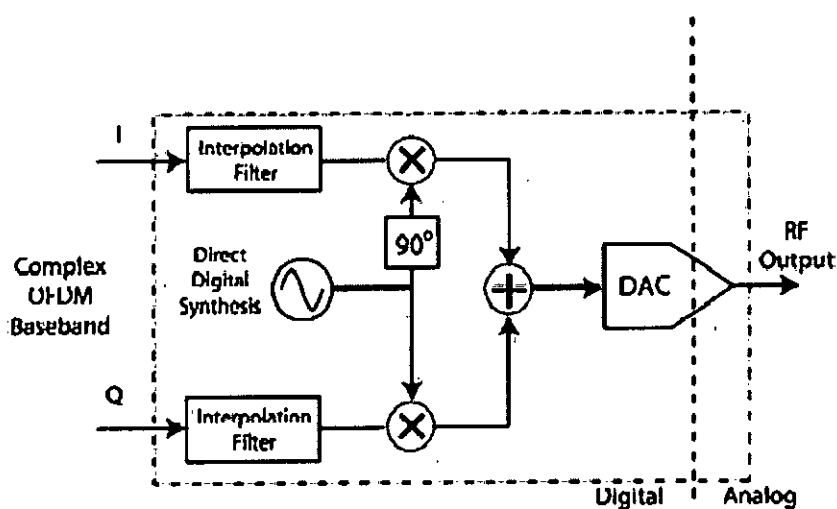 I
Interpolation
Filter
90°
Direct
Digital
Synthesis
Complex
OFDM
Baseband
DAC
RF
Output
Q
Interpolation
Filter
Digital
Analog